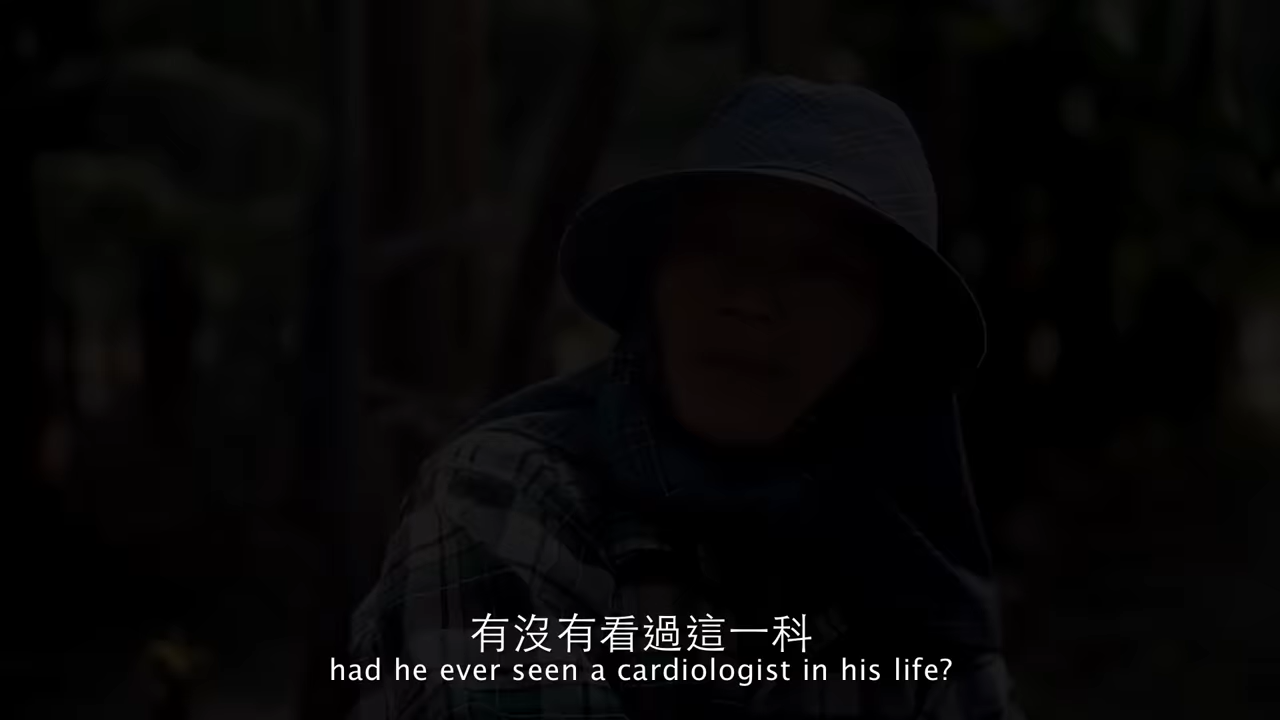 有沒有看過這一科
had he ever seen a cardiologist in his life?